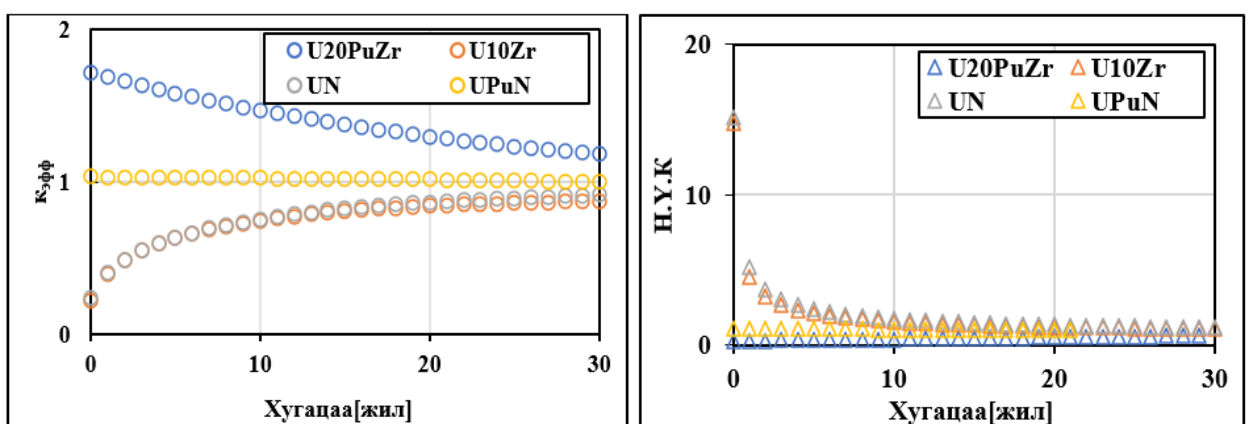 2
U20PuZr U10Zr
UN UPuN
кэфф
1
0
0 10 20 30
Хугацаа[жил]
20
U20PuZr U10Zr
UN UPuN
Н.Ү.К
10
0
0 10 20 30
Хугацаа[жил]